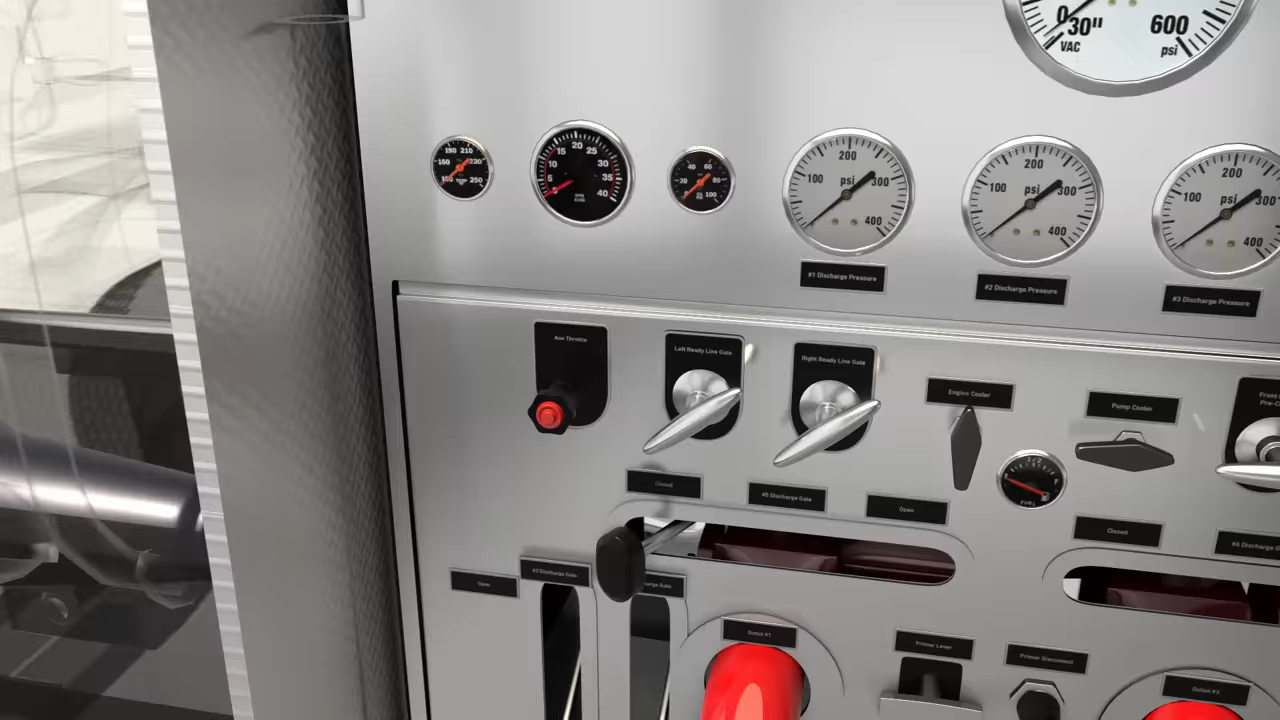 0 30" 600
VAC psi
190 210
160 230
250
5 10 15 20 25 30 35 40
20 40 60
100
100 200 300 400
psi
100 200 300 400
psi
100 200 300 400
psi
#1 Discharge Pressure
#2 Discharge Pressure
#3 Discharge Pressure
Aux Throttle
Left Ready Line Gate
Right Ready Line Gate
Engine Cooler
Pump Cooler
FUEL
Closed
#5 Discharge Gate
Open
Closed
#6 Discharge
Open
#3 Discharge Gate
Gate
Primer Lever
Primer Disconnect
Outlet #2